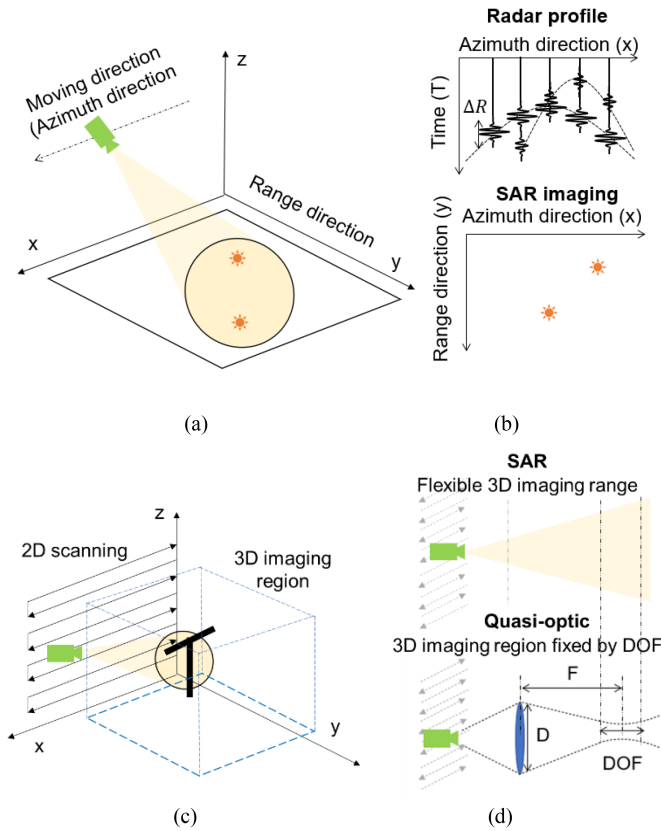 z
Moving direction
(Azimuth direction
Range direction
x
y
(a)
Radar profile
Azimuth direction (x)
Time (T)
ΔR
SAR imaging
Azimuth direction (x)
Range direction (y)
(b)
z
2D scanning
3D imaging
region
x
y
(c)
SAR
Flexible 3D imaging range
Quasi-optic
3D imaging region fixed by DOF
F
D
DOF
(d)